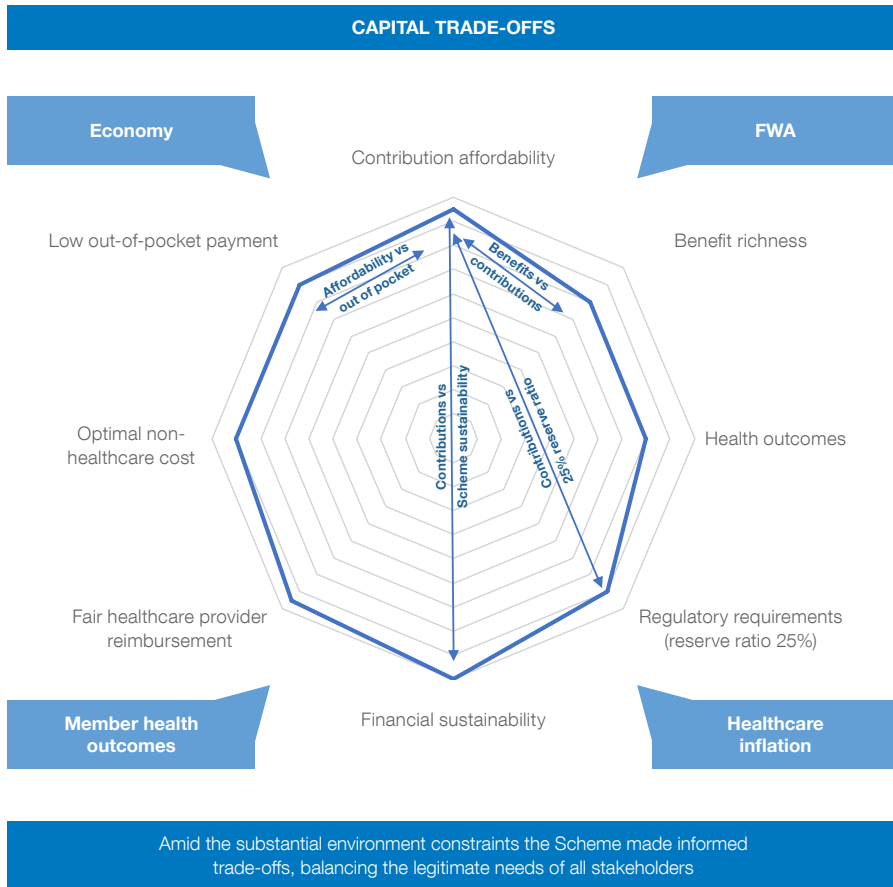 CAPITAL TRADE-OFFS
Economy
FWA
Contribution affordability
Low out-of-pocket payment
Benefit richness
Affordability vs
out of pocket
Benefits vs
contributions
Contributions vs
Scheme sustainability
Contributions vs
25% reserve ratio
Optimal non-
healthcare cost
Health outcomes
Fair healthcare provider
reimbursement
Regulatory requirements
(reserve ratio 25%)
Financial sustainability
Member health
outcomes
Healthcare
inflation
Amid the substantial environment constraints the Scheme made informed
trade-offs, balancing the legitimate needs of all stakeholders